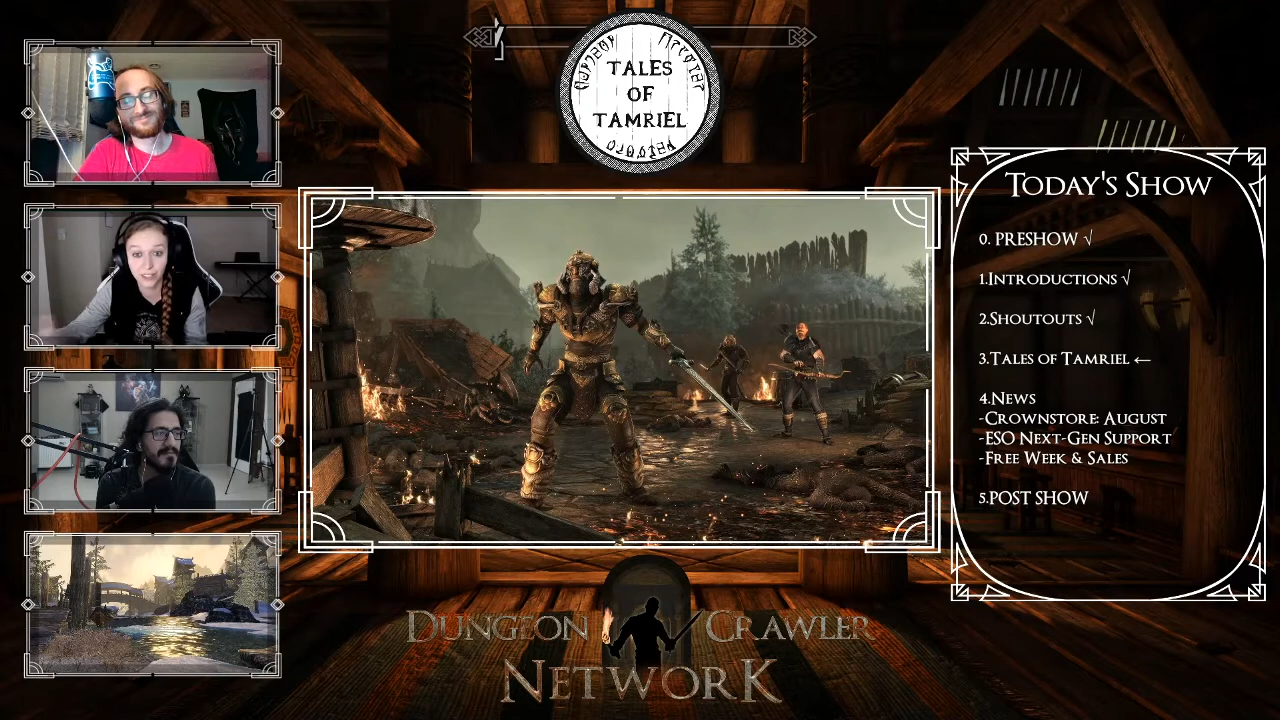 TALES
OF
TAMRIEL
TODAY'S SHOW
0. PRESHOW √
1.INTRODUCTIONS √
2.SHOUTOUTS √
3.TALES OF TAMRIEL ←
4.NEWS
-CROWNSTORE: AUGUST
-ESO NEXT-GEN SUPPORT
-FREE WEEK & SALES
5.POST SHOW
DUNGEON CRAWLER
NETWORK